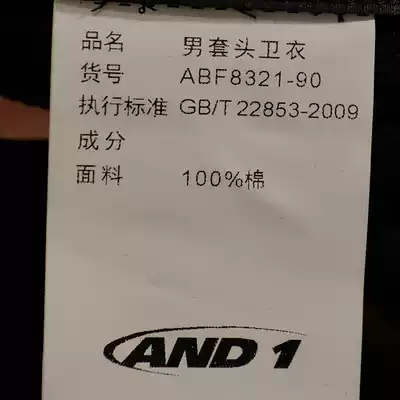 品名 男套头卫衣
货号 ABF8321-90
执行标准 GB/T 22853-2009
成分
面料 100%棉
AND 1